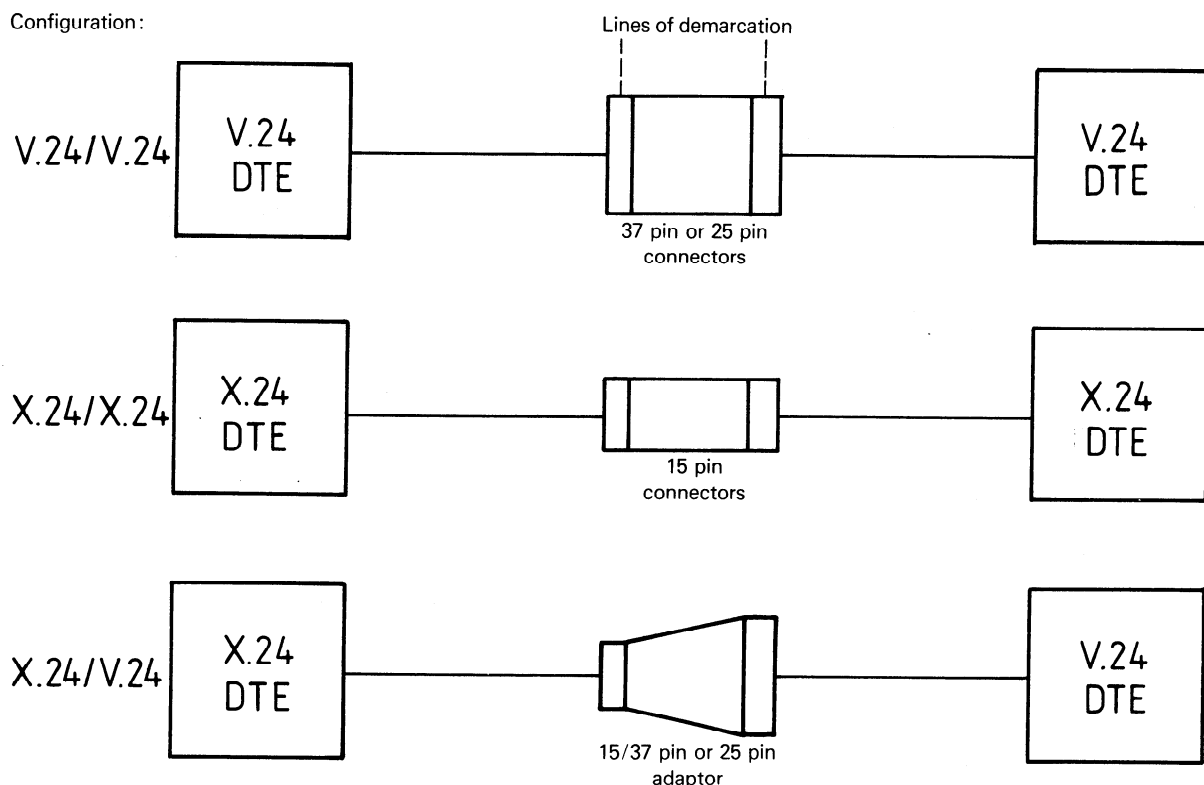 Configuration:
Lines of demarcation
V.24/V.24
V.24
DTE
37 pin or 25 pin
connectors
V.24
DTE
X.24/X.24
X.24
DTE
15 pin
connectors
X.24
DTE
X.24/V.24
X.24
DTE
15/37 pin or 25 pin
adaptor
V.24
DTE